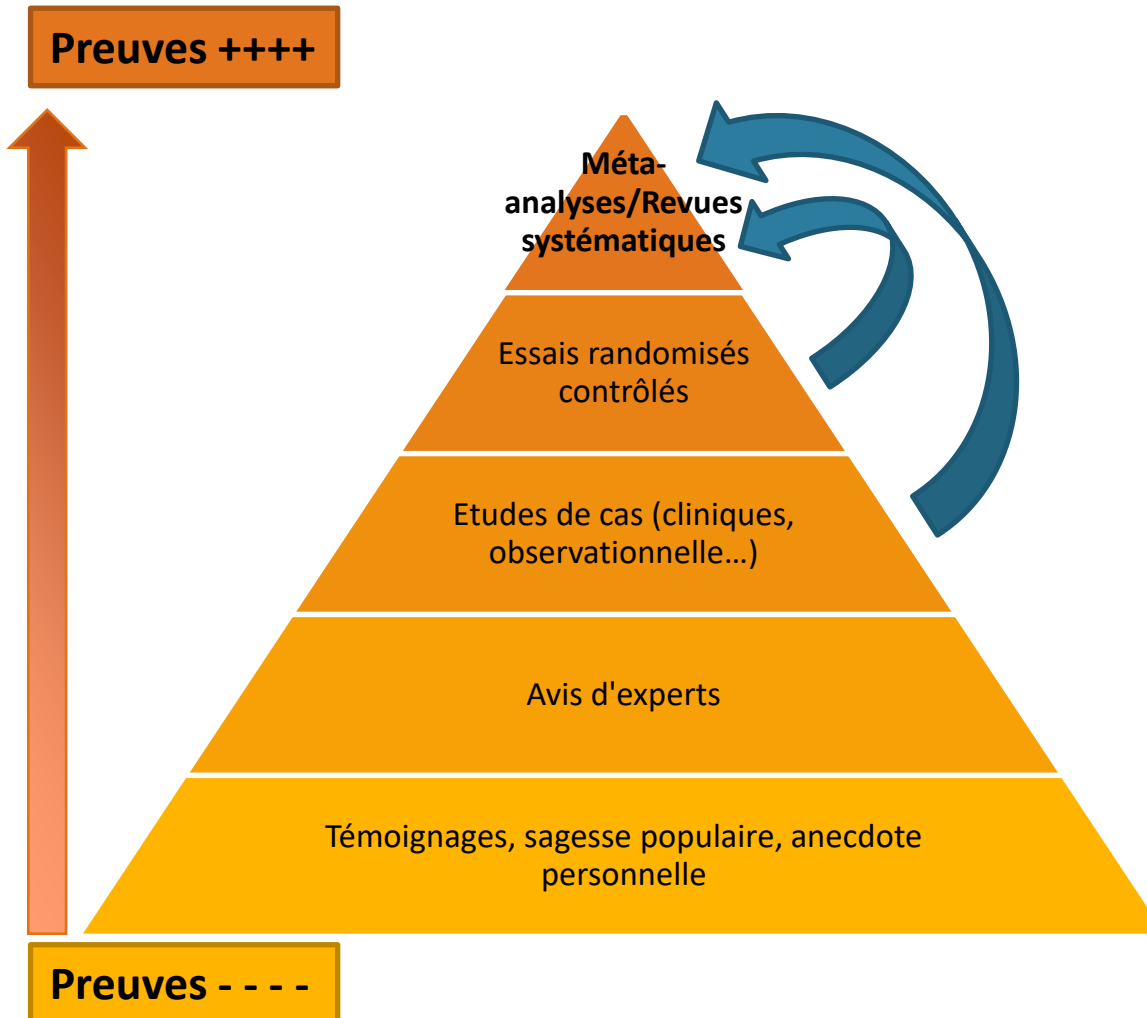 Preuves ++++
Méta-
analyses/Revues
systématiques
Essais randomisés
contrôlés
Etudes de cas (cliniques,
observationnelle…)
Avis d'experts
Témoignages, sagesse populaire, anecdote
personnelle
Preuves - - - -